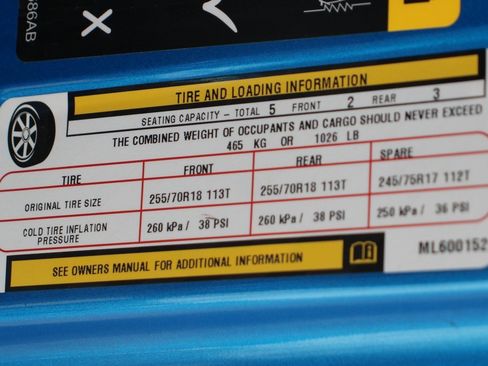 86AB
TIRE AND LOADING INFORMATION
SEATING CAPACITY - TOTAL 5 FRONT 2 REAR 3
THE COMBINED WEIGHT OF OCCUPANTS AND CARGO SHOULD NEVER EXCEED
465 KG OR 1026 LB
TIRE FRONT REAR SPARE
ORIGINAL TIRE SIZE 255/70R18 113T 255/70R18 113T 245/75R17 112T
COLD TIRE INFLATION PRESSURE 260 kPa / 38 PSI 260 kPa / 38 PSI 250 kPa / 36 PSI
SEE OWNERS MANUAL FOR ADDITIONAL INFORMATION
ML600152